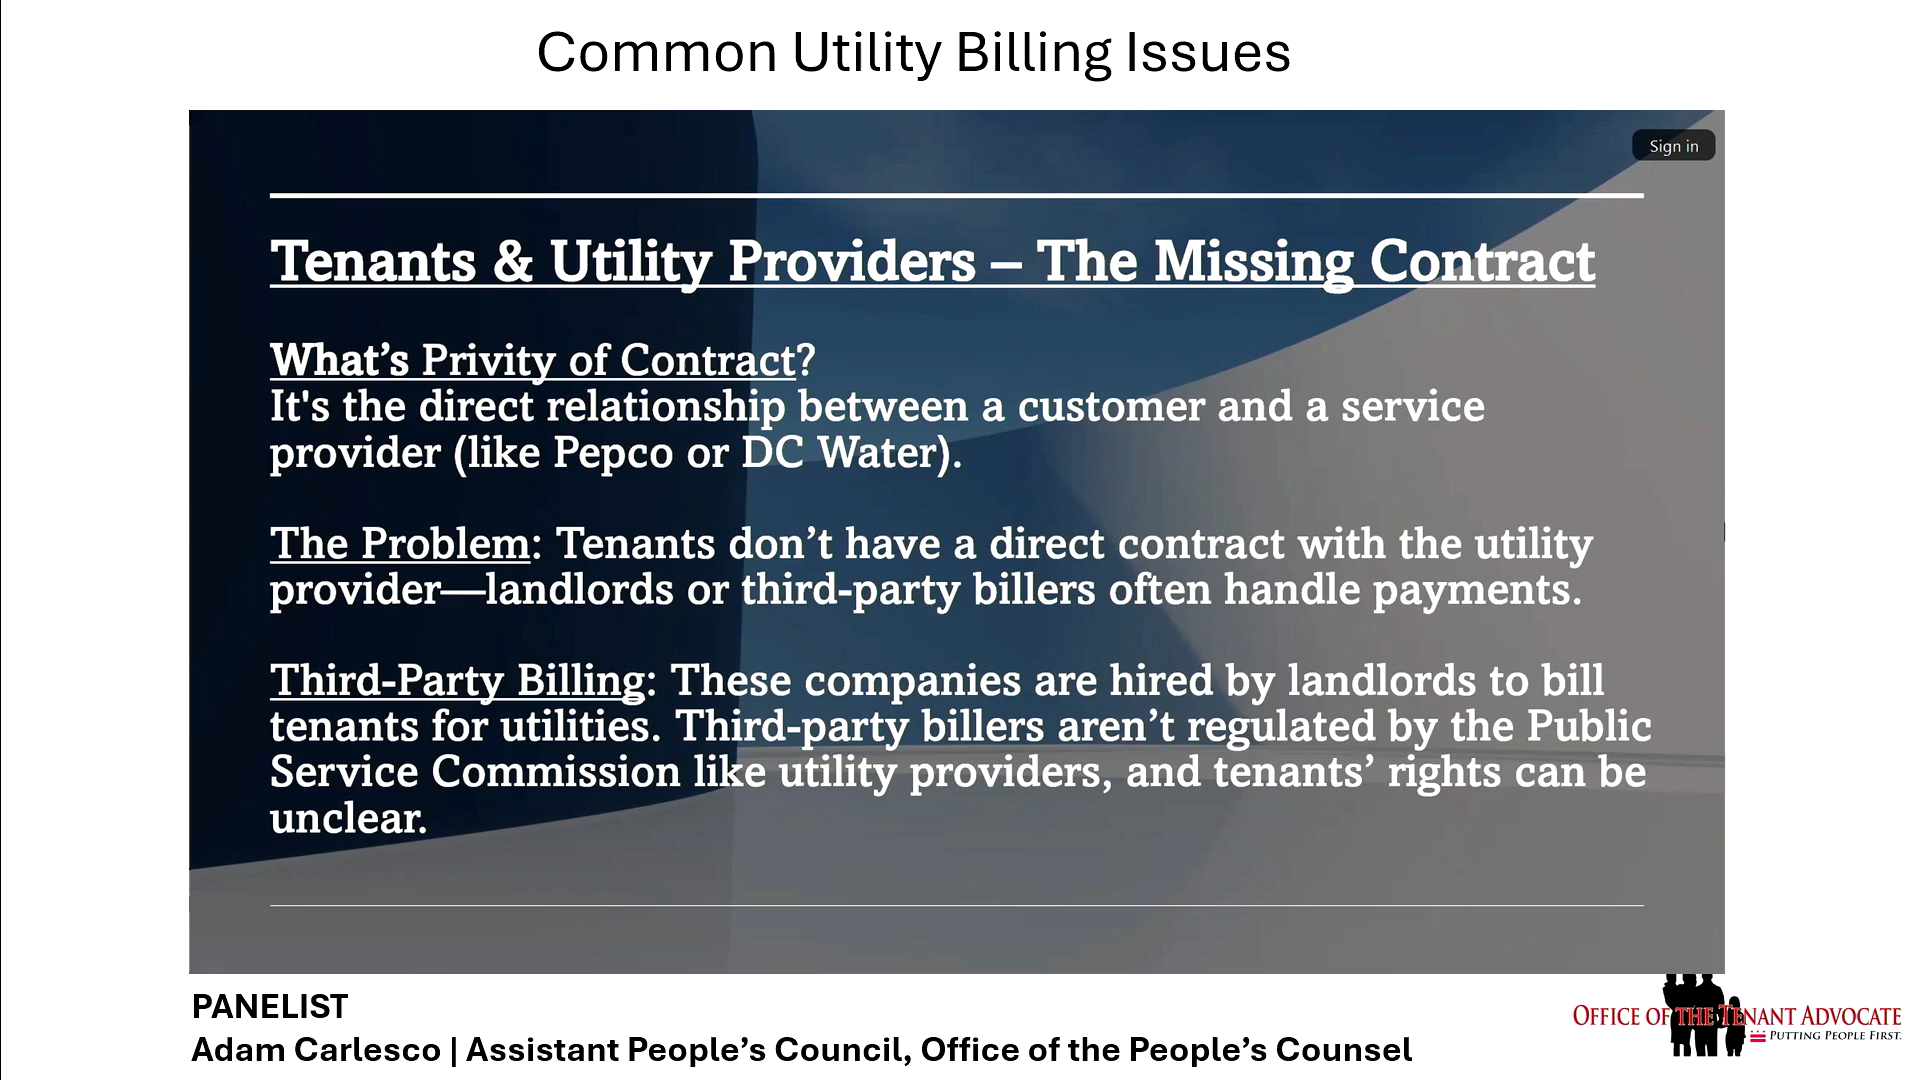 Common Utility Billing Issues
Sign in
Tenants & Utility Providers – The Missing Contract
What’s Privity of Contract?
It's the direct relationship between a customer and a service
provider (like Pepco or DC Water).
The Problem: Tenants don’t have a direct contract with the utility
provider—landlords or third-party billers often handle payments.
Third-Party Billing: These companies are hired by landlords to bill
tenants for utilities. Third-party billers aren’t regulated by the Public
Service Commission like utility providers, and tenants’ rights can be
unclear.
PANELIST
Adam Carlesco | Assistant People’s Council, Office of the People’s Counsel
OFFICE OF THE TENANT ADVOCATE
PUTTING PEOPLE FIRST.